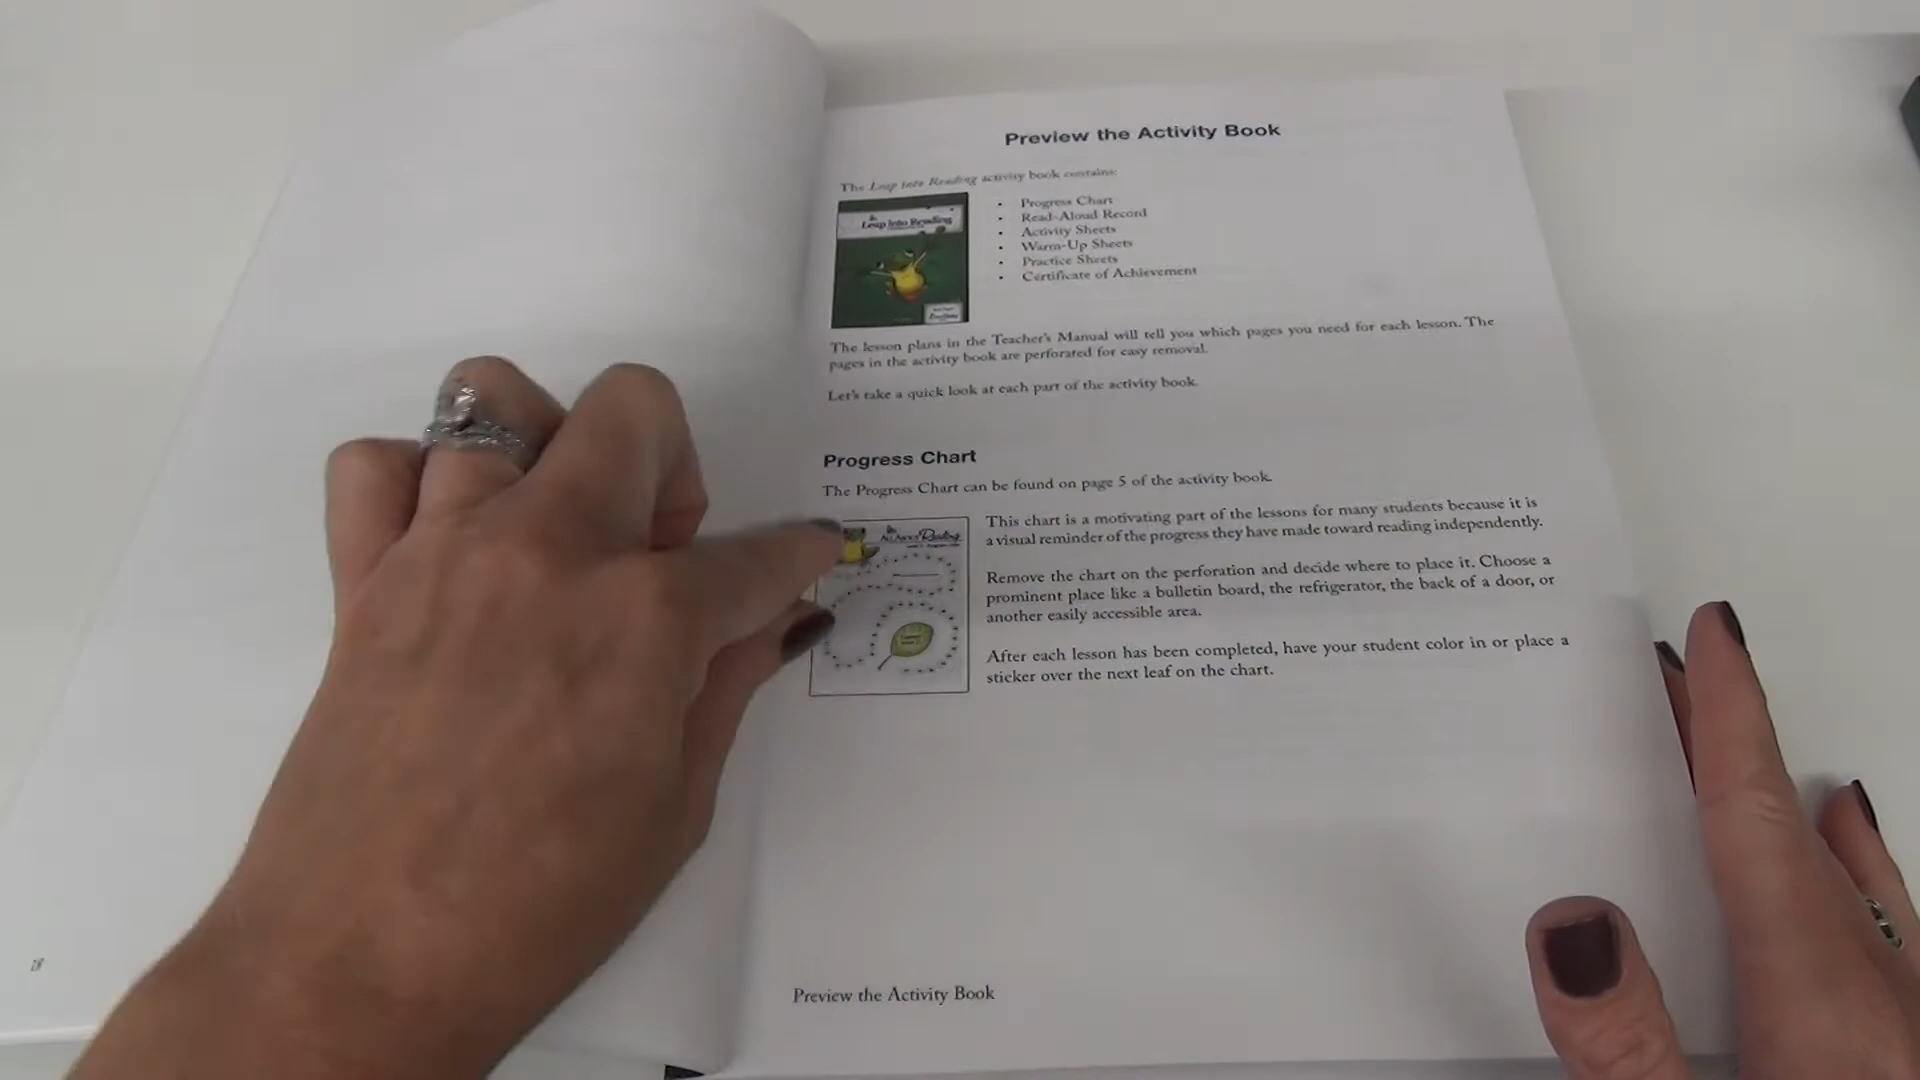 Preview the Activity Book
The Leap into Reading activity book contains:
Leap into Reading
• Progress Chart
• Read-Aloud Record
• Activity Sheets
• Warm-Up Sheets
• Practice Sheets
• Certificate of Achievement
The lesson plans in the Teacher's Manual will tell you which pages you need for each lesson. The
pages in the activity book are perforated for easy removal.
Let's take a quick look at each part of the activity book.
Progress Chart
The Progress Chart can be found on page 5 of the activity book.
All About Reading
This chart is a motivating part of the lessons for many students because it is
a visual reminder of the progress they have made toward reading independently.
Remove the chart on the perforation and decide where to place it. Choose a
prominent place like a bulletin board, the refrigerator, the back of a door, or
another easily accessible area.
After each lesson has been completed, have your student color in or place a
sticker over the next leaf on the chart.
Preview the Activity Book